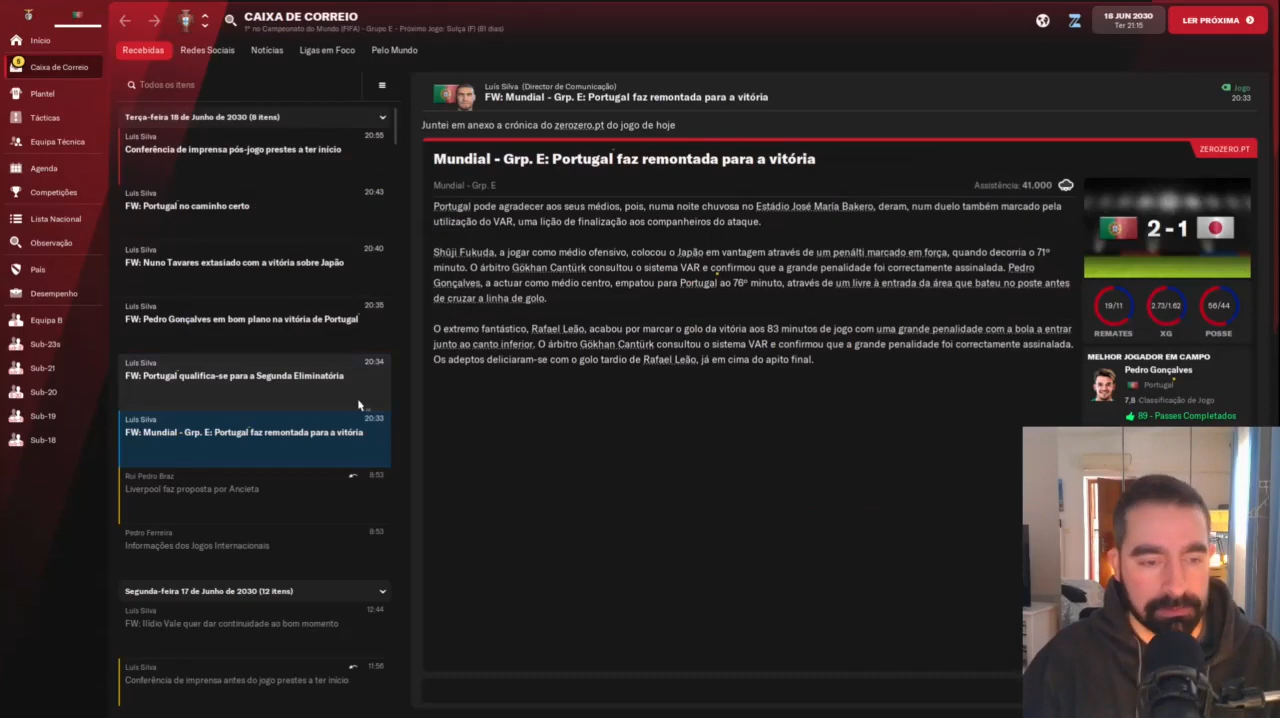 CAIXA DE CORREIO
1º no Campeonato do Mundo (FIFA) - Grupo E - Próximo Jogo: Suíça (F) (81 dias)
18 JUN 2030
Ter 21:15
LER PRÓXIMA
Início
6
Caixa de Correio
Plantel
Tácticas
Equipa Técnica
Agenda
Competições
Lista Nacional
Observação
País
Desempenho
Equipa B
Sub-23s
Sub-21
Sub-20
Sub-19
Sub-18
Recebidas
Redes Sociais
Notícias
Ligas em Foco
Pelo Mundo
Todos os itens
Terça-feira 18 de Junho de 2030 (8 itens)
Luís Silva
20:55
Conferência de imprensa pós-jogo prestes a ter início
Luís Silva
20:43
FW: Portugal no caminho certo
Luís Silva
20:40
FW: Nuno Tavares extasiado com a vitória sobre Japão
Luís Silva
20:35
FW: Pedro Gonçalves em bom plano na vitória de Portugal
Luís Silva
20:34
FW: Portugal qualifica-se para a Segunda Eliminatória
Luís Silva
20:33
FW: Mundial - Grp. E: Portugal faz remontada para a vitória
Rui Pedro Braz
8:53
Liverpool faz proposta por Ancieta
Pedro Ferreira
8:53
Informações dos Jogos Internacionais
Segunda-feira 17 de Junho de 2030 (12 itens)
Luís Silva
12:44
FW: Ilídio Vale quer dar continuidade ao bom momento
Luís Silva
11:56
Conferência de imprensa antes do jogo prestes a ter início
Luís Silva (Director de Comunicação)
FW: Mundial - Grp. E: Portugal faz remontada para a vitória
Jogo
20:33
Juntei em anexo a crónica do zerozero.pt do jogo de hoje
ZEROZERO.PT
Mundial - Grp. E: Portugal faz remontada para a vitória
Mundial - Grp. E
Assistência: 41.000
Portugal pode agradecer aos seus médios, pois, numa noite chuvosa no Estádio José María Bakero, deram, num duelo também marcado pela
utilização do VAR, uma lição de finalização aos companheiros do ataque.
Shûji Fukuda, a jogar como médio ofensivo, colocou o Japão em vantagem através de um penálti marcado em força, quando decorria o 71º
minuto. O árbitro Gökhan Cantürk consultou o sistema VAR e confirmou que a grande penalidade foi correctamente assinalada. Pedro
Gonçalves, a actuar como médio centro, empatou para Portugal ao 76º minuto, através de um livre à entrada da área que bateu no poste antes
de cruzar a linha de golo.
O extremo fantástico, Rafael Leão, acabou por marcar o golo da vitória aos 83 minutos de jogo com uma grande penalidade com a bola a entrar
junto ao canto inferior. O árbitro Gökhan Cantürk consultou o sistema VAR e confirmou que a grande penalidade foi correctamente assinalada.
Os adeptos deliciaram-se com o golo tardio de Rafael Leão, já em cima do apito final.
2 - 1
19/11
2.73/1.62
56/44
REMATES
XG
POSSE
MELHOR JOGADOR EM CAMPO
Pedro Gonçalves
Portugal
7,8 Classificação de Jogo
89 - Passes Completados